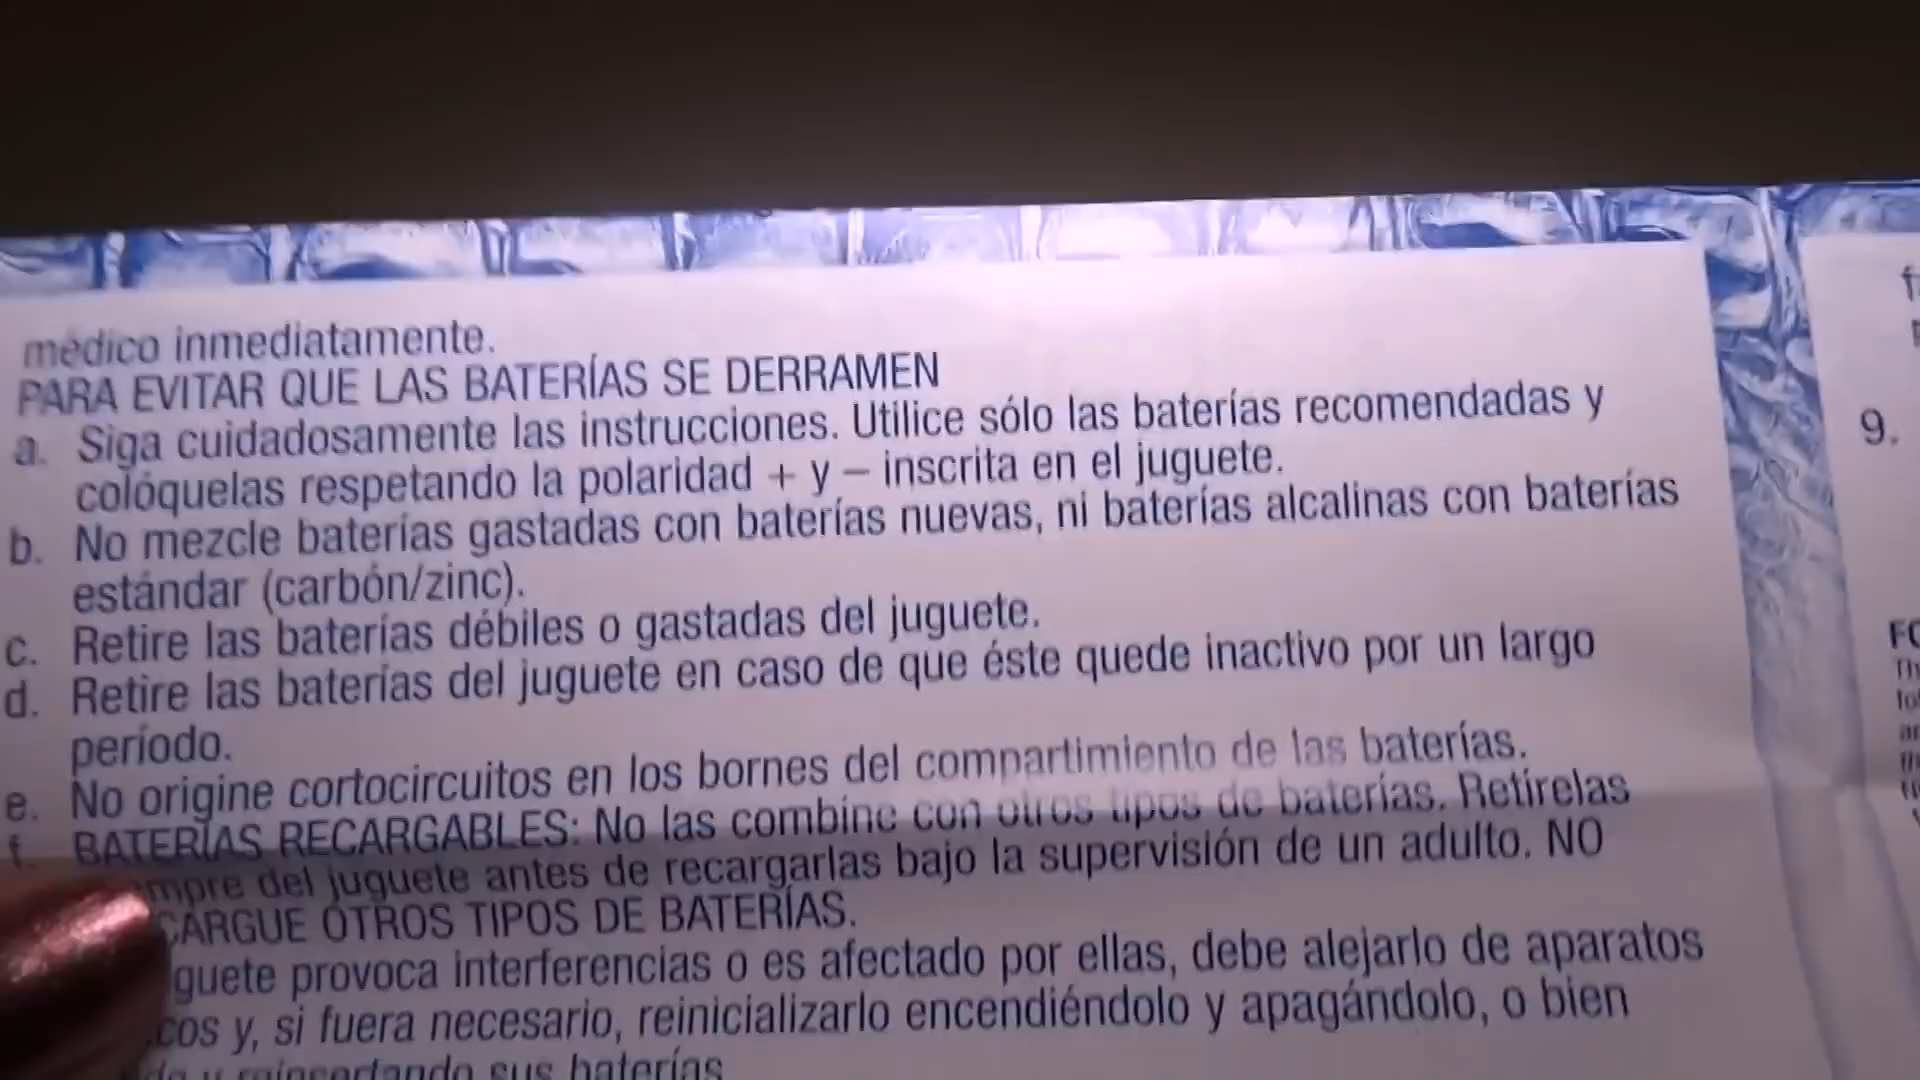 médico inmediatamente.
PARA EVITAR QUE LAS BATERÍAS SE DERRAMEN
a. Siga cuidadosamente las instrucciones. Utilice sólo las baterías recomendadas y
colóquelas respetando la polaridad + y – inscrita en el juguete.
b. No mezcle baterías gastadas con baterías nuevas, ni baterías alcalinas con baterías
estándar (carbón/zinc).
c. Retire las baterías débiles o gastadas del juguete.
d. Retire las baterías del juguete en caso de que éste quede inactivo por un largo
período.
e. No origine cortocircuitos en los bornes del compartimiento de las baterías.
f. BATERÍAS RECARGABLES: No las combine con otros tipos de baterías. Retírelas
mpre del juguete antes de recargarlas bajo la supervisión de un adulto. NO
CARGUE OTROS TIPOS DE BATERÍAS.
guete provoca interferencias o es afectado por ellas, debe alejarlo de aparatos
cos y, si fuera necesario, reinicializarlo encendiéndolo y apagándolo, o bien
y reinsertando sus baterías
9.